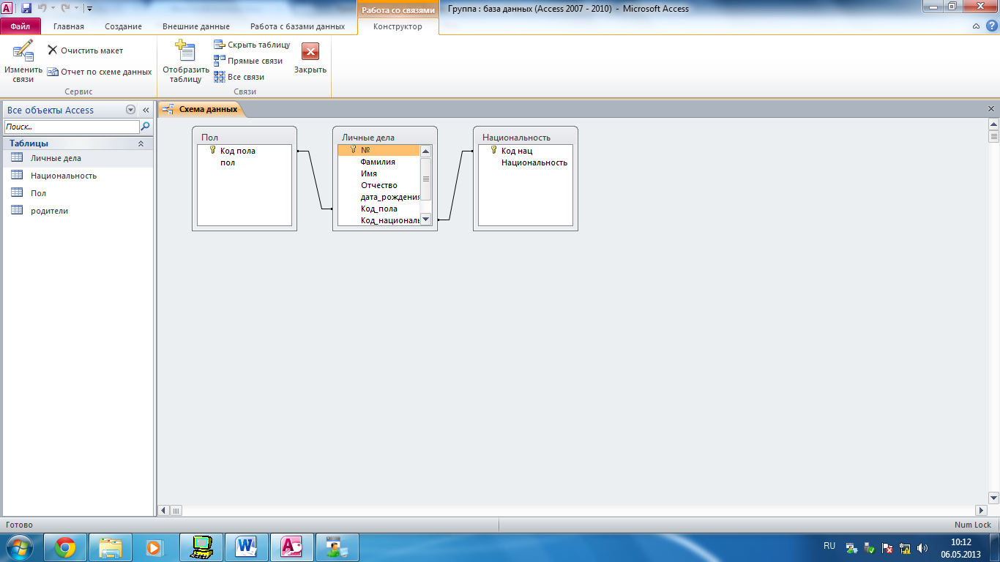 Работа со связями
Группа : база данных (Access 2007 - 2010) - Microsoft Access
Файл
Главная
Создание
Внешние данные
Работа с базами данных
Конструктор
Изменить связи
Очистить макет
Отчет по схеме данных
Сервис
Отобразить таблицу
Скрыть таблицу
Прямые связи
Все связи
Связи
Закрыть
Все объекты Access
Поиск...
Таблицы
Личные дела
Национальность
Пол
родители
Схема данных
Пол
Код пола
пол
Личные дела
№
Фамилия
Имя
Отчество
дата_рождения
Код_пола
Код_националь
Национальность
Код нац
Национальность
Готово
Num Lock
RU
10:12
06.05.2013